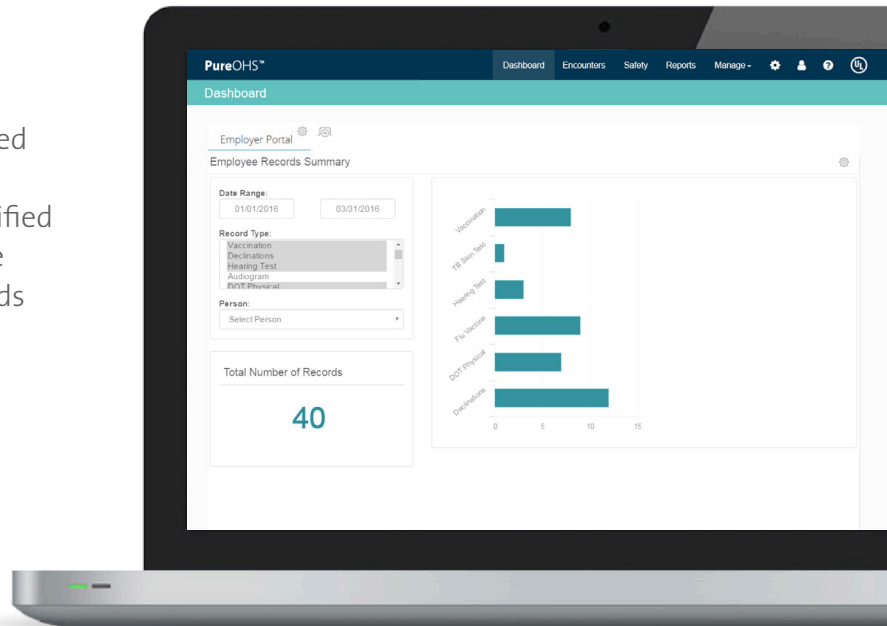 ed
ified
e
ds
PureOHS™
Dashboard
Encounters
Safety
Reports
Manage
UL
Dashboard
Employer Portal
Employee Records Summary
Date Range:
01/01/2016
03/31/2016
Record Type:
Vaccination
Declinations
Hearing Test
Audiogram
DOT Physical
Person:
Select Person
Total Number of Records
40
Vaccination
TB Skin Test
Hearing Test
Flu Vaccine
DOT Physical
Declinations
0 5 10 15